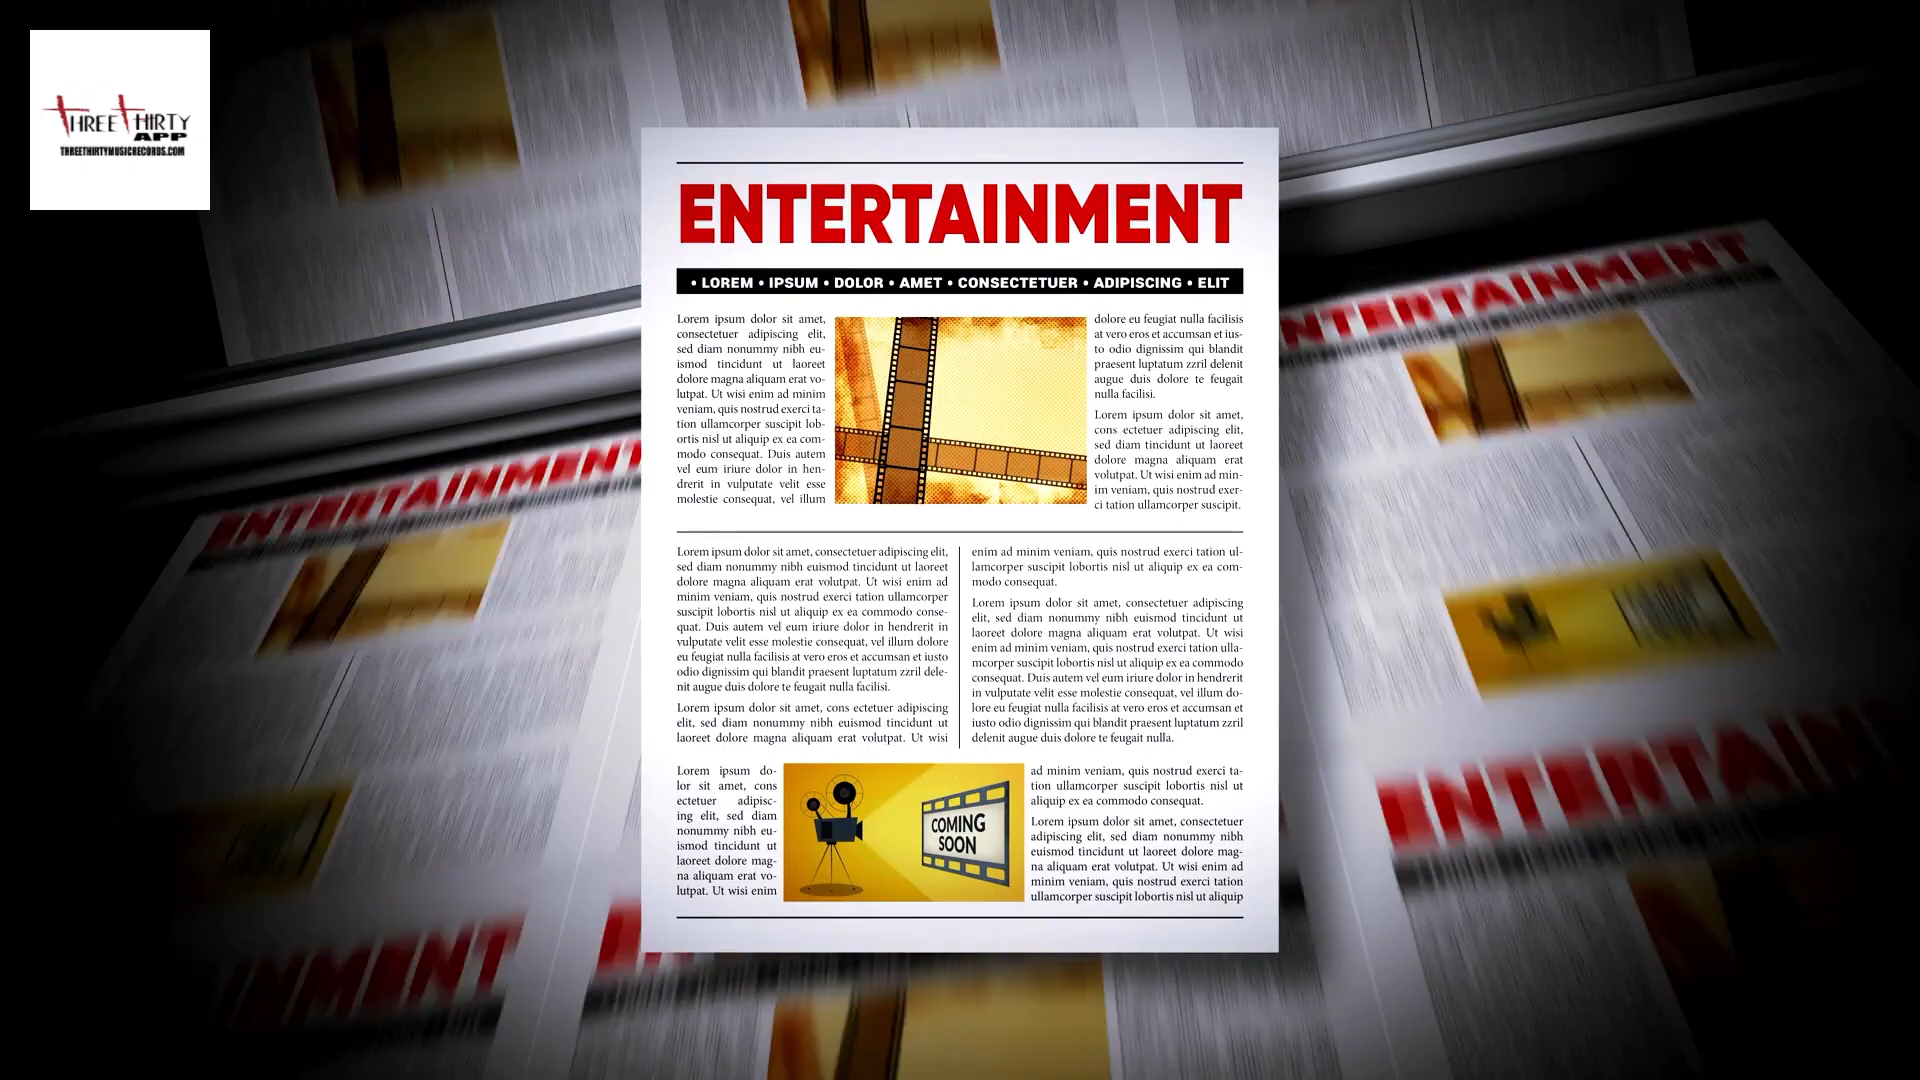 THREE THIRTY
APP
THREETHIRTYMUSICRECORDS.COM
ENTERTAINMENT
• LOREM • IPSUM • DOLOR • AMET • CONSECTETUER • ADIPISCING • ELIT
Lorem ipsum dolor sit amet,
consectetuer adipiscing elit,
sed diam nonummy nibh eu-
ismod tincidunt ut laoreet
dolore magna aliquam erat vo-
lutpat. Ut wisi enim ad minim
veniam, quis nostrud exerci ta-
tion ullamcorper suscipit lob-
ortis nisl ut aliquip ex ea com-
modo consequat. Duis autem
vel eum iriure dolor in hen-
drerit in vulputate velit esse
molestie consequat, vel illum
dolore eu feugiat nulla facilisis
at vero eros et accumsan et ius-
to odio dignissim qui blandit
praesent luptatum zzril delenit
augue duis dolore te feugait
nulla facilisi.
Lorem ipsum dolor sit amet,
cons ectetuer adipiscing elit,
sed diam tincidunt ut laoreet
dolore magna aliquam erat
volutpat. Ut wisi enim ad min-
im veniam, quis nostrud exer-
ci tation ullamcorper suscipit.
Lorem ipsum dolor sit amet, consectetuer adipiscing elit,
sed diam nonummy nibh euismod tincidunt ut laoreet
dolore magna aliquam erat volutpat. Ut wisi enim ad
minim veniam, quis nostrud exerci tation ullamcorper
suscipit lobortis nisl ut aliquip ex ea commodo conse-
quat. Duis autem vel eum iriure dolor in hendrerit in
vulputate velit esse molestie consequat, vel illum dolore
eu feugiat nulla facilisis at vero eros et accumsan et iusto
odio dignissim qui blandit praesent luptatum zzril dele-
nit augue duis dolore te feugait nulla facilisi.
Lorem ipsum dolor sit amet, cons ectetuer adipiscing
elit, sed diam nonummy nibh euismod tincidunt ut
laoreet dolore magna aliquam erat volutpat. Ut wisi
enim ad minim veniam, quis nostrud exerci tation ul-
lamcorper suscipit lobortis nisl ut aliquip ex ea com-
modo consequat.
Lorem ipsum dolor sit amet, consectetuer adipiscing
elit, sed diam nonummy nibh euismod tincidunt ut
laoreet dolore magna aliquam erat volutpat. Ut wisi
enim ad minim veniam, quis nostrud exerci tation ulla-
mcorper suscipit lobortis nisl ut aliquip ex ea commodo
consequat. Duis autem vel eum iriure dolor in hendrerit
in vulputate velit esse molestie consequat, vel illum do-
lore eu feugiat nulla facilisis at vero eros et accumsan et
iusto odio dignissim qui blandit praesent luptatum zzril
delenit augue duis dolore te feugait nulla.
Lorem ipsum do-
lor sit amet, cons
ectetuer adipisc-
ing elit, sed diam
nonummy nibh eu-
ismod tincidunt ut
laoreet dolore mag-
na aliquam erat vo-
lutpat. Ut wisi enim
COMING
SOON
ad minim veniam, quis nostrud exerci ta-
tion ullamcorper suscipit lobortis nisl ut
aliquip ex ea commodo consequat.
Lorem ipsum dolor sit amet, consectetuer
adipiscing elit, sed diam nonummy nibh
euismod tincidunt ut laoreet dolore mag-
na aliquam erat volutpat. Ut wisi enim ad
minim veniam, quis nostrud exerci tation
ullamcorper suscipit lobortis nisl ut aliquip
ENTERTAINMENT
ENTERTAINMENT